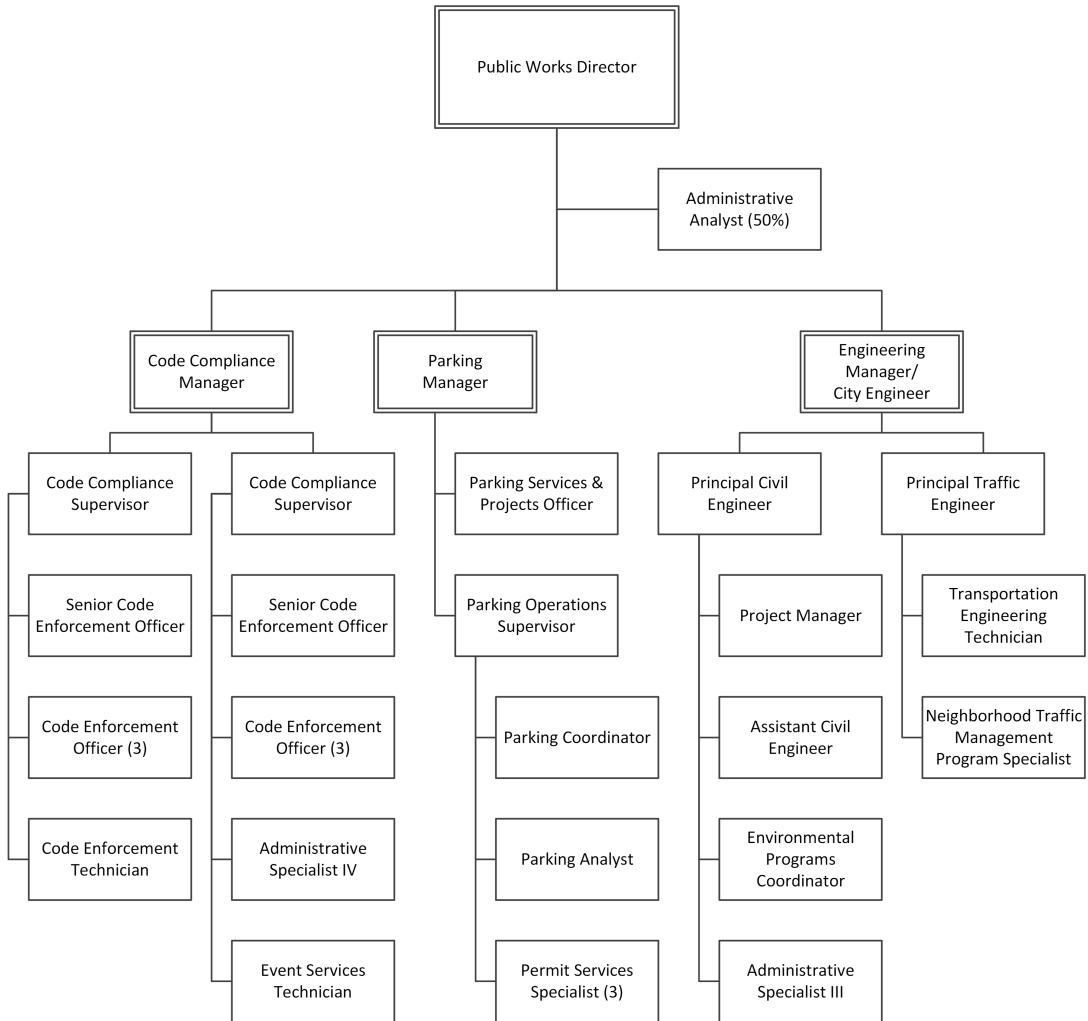 Public Works Director
Administrative
Analyst (50%)
Code Compliance
Manager
Parking
Manager
Engineering
Manager/
City Engineer
Code Compliance
Supervisor
Code Compliance
Supervisor
Parking Services &
Projects Officer
Principal Civil
Engineer
Principal Traffic
Engineer
Senior Code
Enforcement Officer
Senior Code
Enforcement Officer
Parking Operations
Supervisor
Project Manager
Transportation
Engineering
Technician
Code Enforcement
Officer (3)
Code Enforcement
Officer (3)
Parking Coordinator
Assistant Civil
Engineer
Neighborhood Traffic
Management
Program Specialist
Code Enforcement
Technician
Administrative
Specialist IV
Parking Analyst
Environmental
Programs
Coordinator
Event Services
Technician
Permit Services
Specialist (3)
Administrative
Specialist III